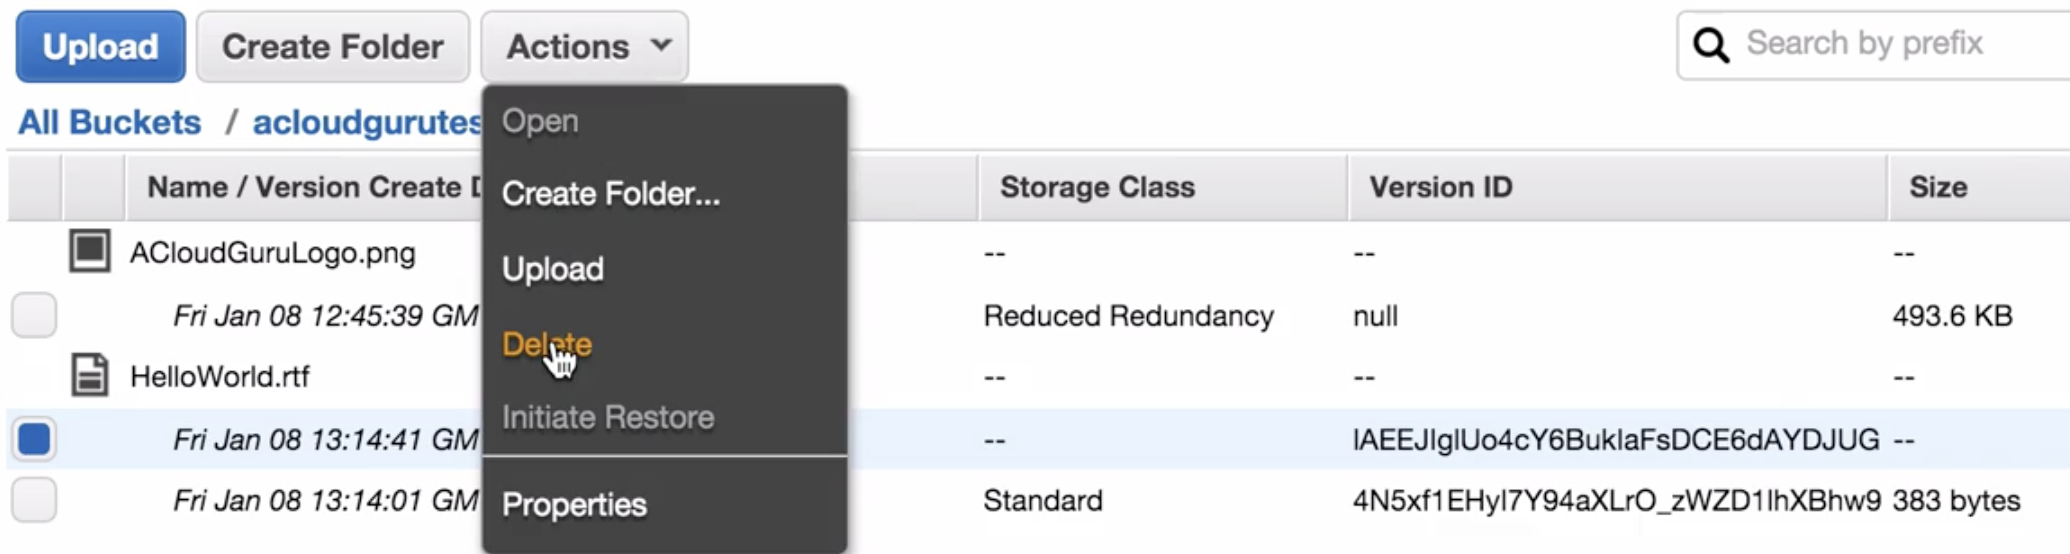 Upload Create Folder Actions Search by prefix
All Buckets / acloudgurutes
Open
Name / Version Create D Storage Class Version ID Size
Create Folder...
ACloudGuruLogo.png -- -- --
Upload
Fri Jan 08 12:45:39 GM Reduced Redundancy null 493.6 KB
Delete
HelloWorld.rtf -- -- --
Initiate Restore
Fri Jan 08 13:14:41 GM -- lAEEJIglUo4cY6BuklaFsDCE6dAYDJUG --
Fri Jan 08 13:14:01 GM Standard 4N5xf1EHyl7Y94aXLrO_zWZD1lhXBhw9 383 bytes
Properties